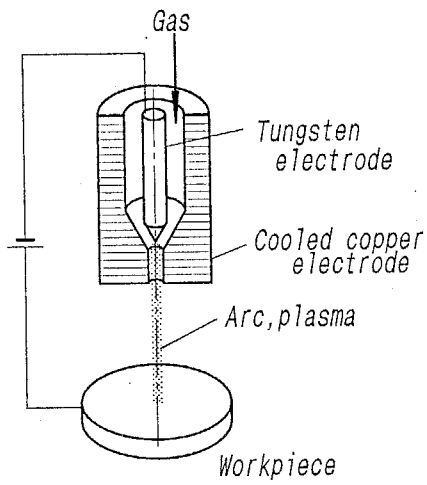 Gas
Tungsten
electrode
Cooled copper
electrode
Arc,plasma
Workpiece